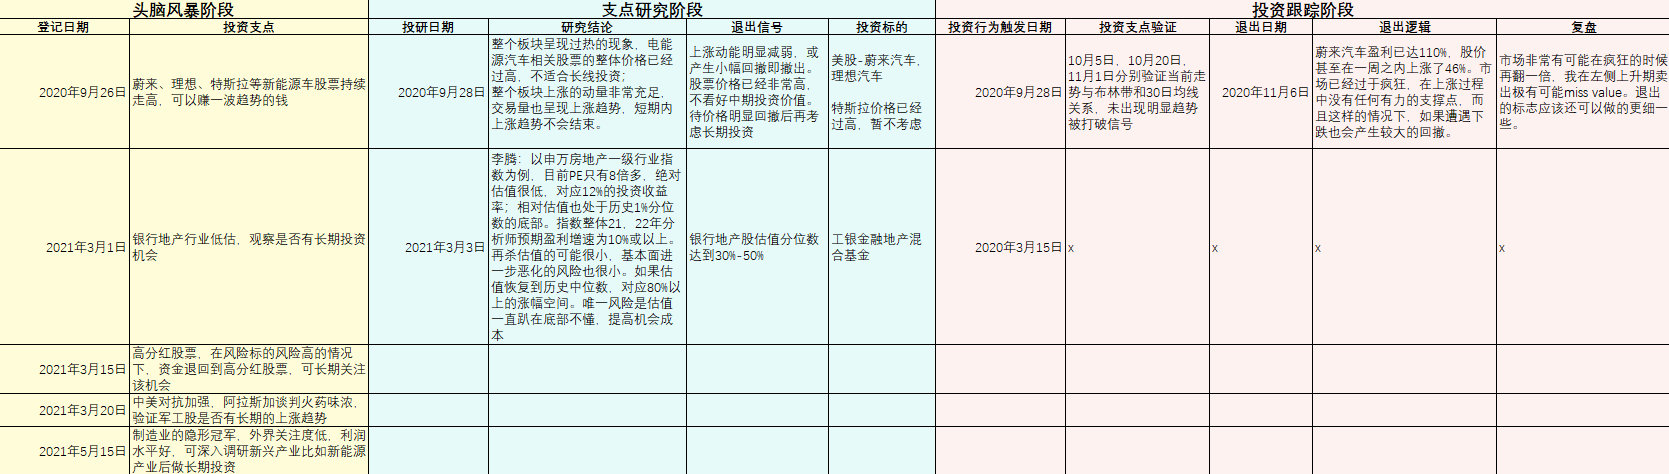 头脑风暴阶段
支点研究阶段
投资跟踪阶段
登记日期
投资支点
投研日期
研究结论
退出信号
投资标的
投资行为触发日期
投资支点验证
退出日期
退出逻辑
复盘
2020年9月26日
蔚来、理想、特斯拉等新能源车股票持续
走高，可以赚一波趋势的钱
2020年9月28日
整个板块呈现过热的现象，电能
源汽车相关股票的整体价格已经
过高，不适合长线投资；
整个板块上涨的动量非常充足，
交易量也呈现上涨趋势，短期内
上涨趋势不会结束。
上涨动能明显减弱，或
产生小幅回撤即撤出。
股票价格已经非常高，
不看好中期投资价值。
待价格明显回撤后再考
虑长期投资
美股-蔚来汽车，
理想汽车
特斯拉价格已经
过高，暂不考虑
2020年9月28日
10月5日，10月20日，
11月1日分别验证当前走
势与布林带和30日均线
关系，未出现明显趋势
被打破信号
2020年11月6日
蔚来汽车盈利已达110%，股价
甚至在一周之内上涨了46%。市
场已经过于疯狂，在上涨过程
中没有任何有力的支撑点，而
且这样的情况下，如果遭遇下
跌也会产生较大的回撤。
市场非常有可能在疯狂的时候
再翻一倍，我在左侧上升期卖
出极有可能miss value。退出
的标志应该还可以做的更细一
些。
2021年3月1日
银行地产行业低估，观察是否有长期投资
机会
2021年3月3日
李腾：以申万房地产一级行业指
数为例，目前PE只有8倍多，绝对
估值很低，对应12%的投资收益
率；相对估值也处于历史1%分位
数的底部。指数整体21，22年分
析师预期盈利增速为10%或以上。
再杀估值的可能很小，基本面进
一步恶化的风险也很小。如果估
值恢复到历史中位数，对应80%以
上的涨幅空间。唯一风险是估值
一直趴在底部不懂，提高机会成
本
银行地产股估值分位数
达到30%-50%
工银金融地产混
合基金
2020年3月15日
x
x
x
x
2021年3月15日
高分红股票，在风险标的风险高的情况
下，资金退回到高分红股票，可长期关注
该机会
2021年3月20日
中美对抗加强，阿拉斯加谈判火药味浓，
验证军工股是否有长期的上涨趋势
2021年5月15日
制造业的隐形冠军，外界关注度低，利润
水平好，可深入调研新兴产业比如新能源
产业后做长期投资